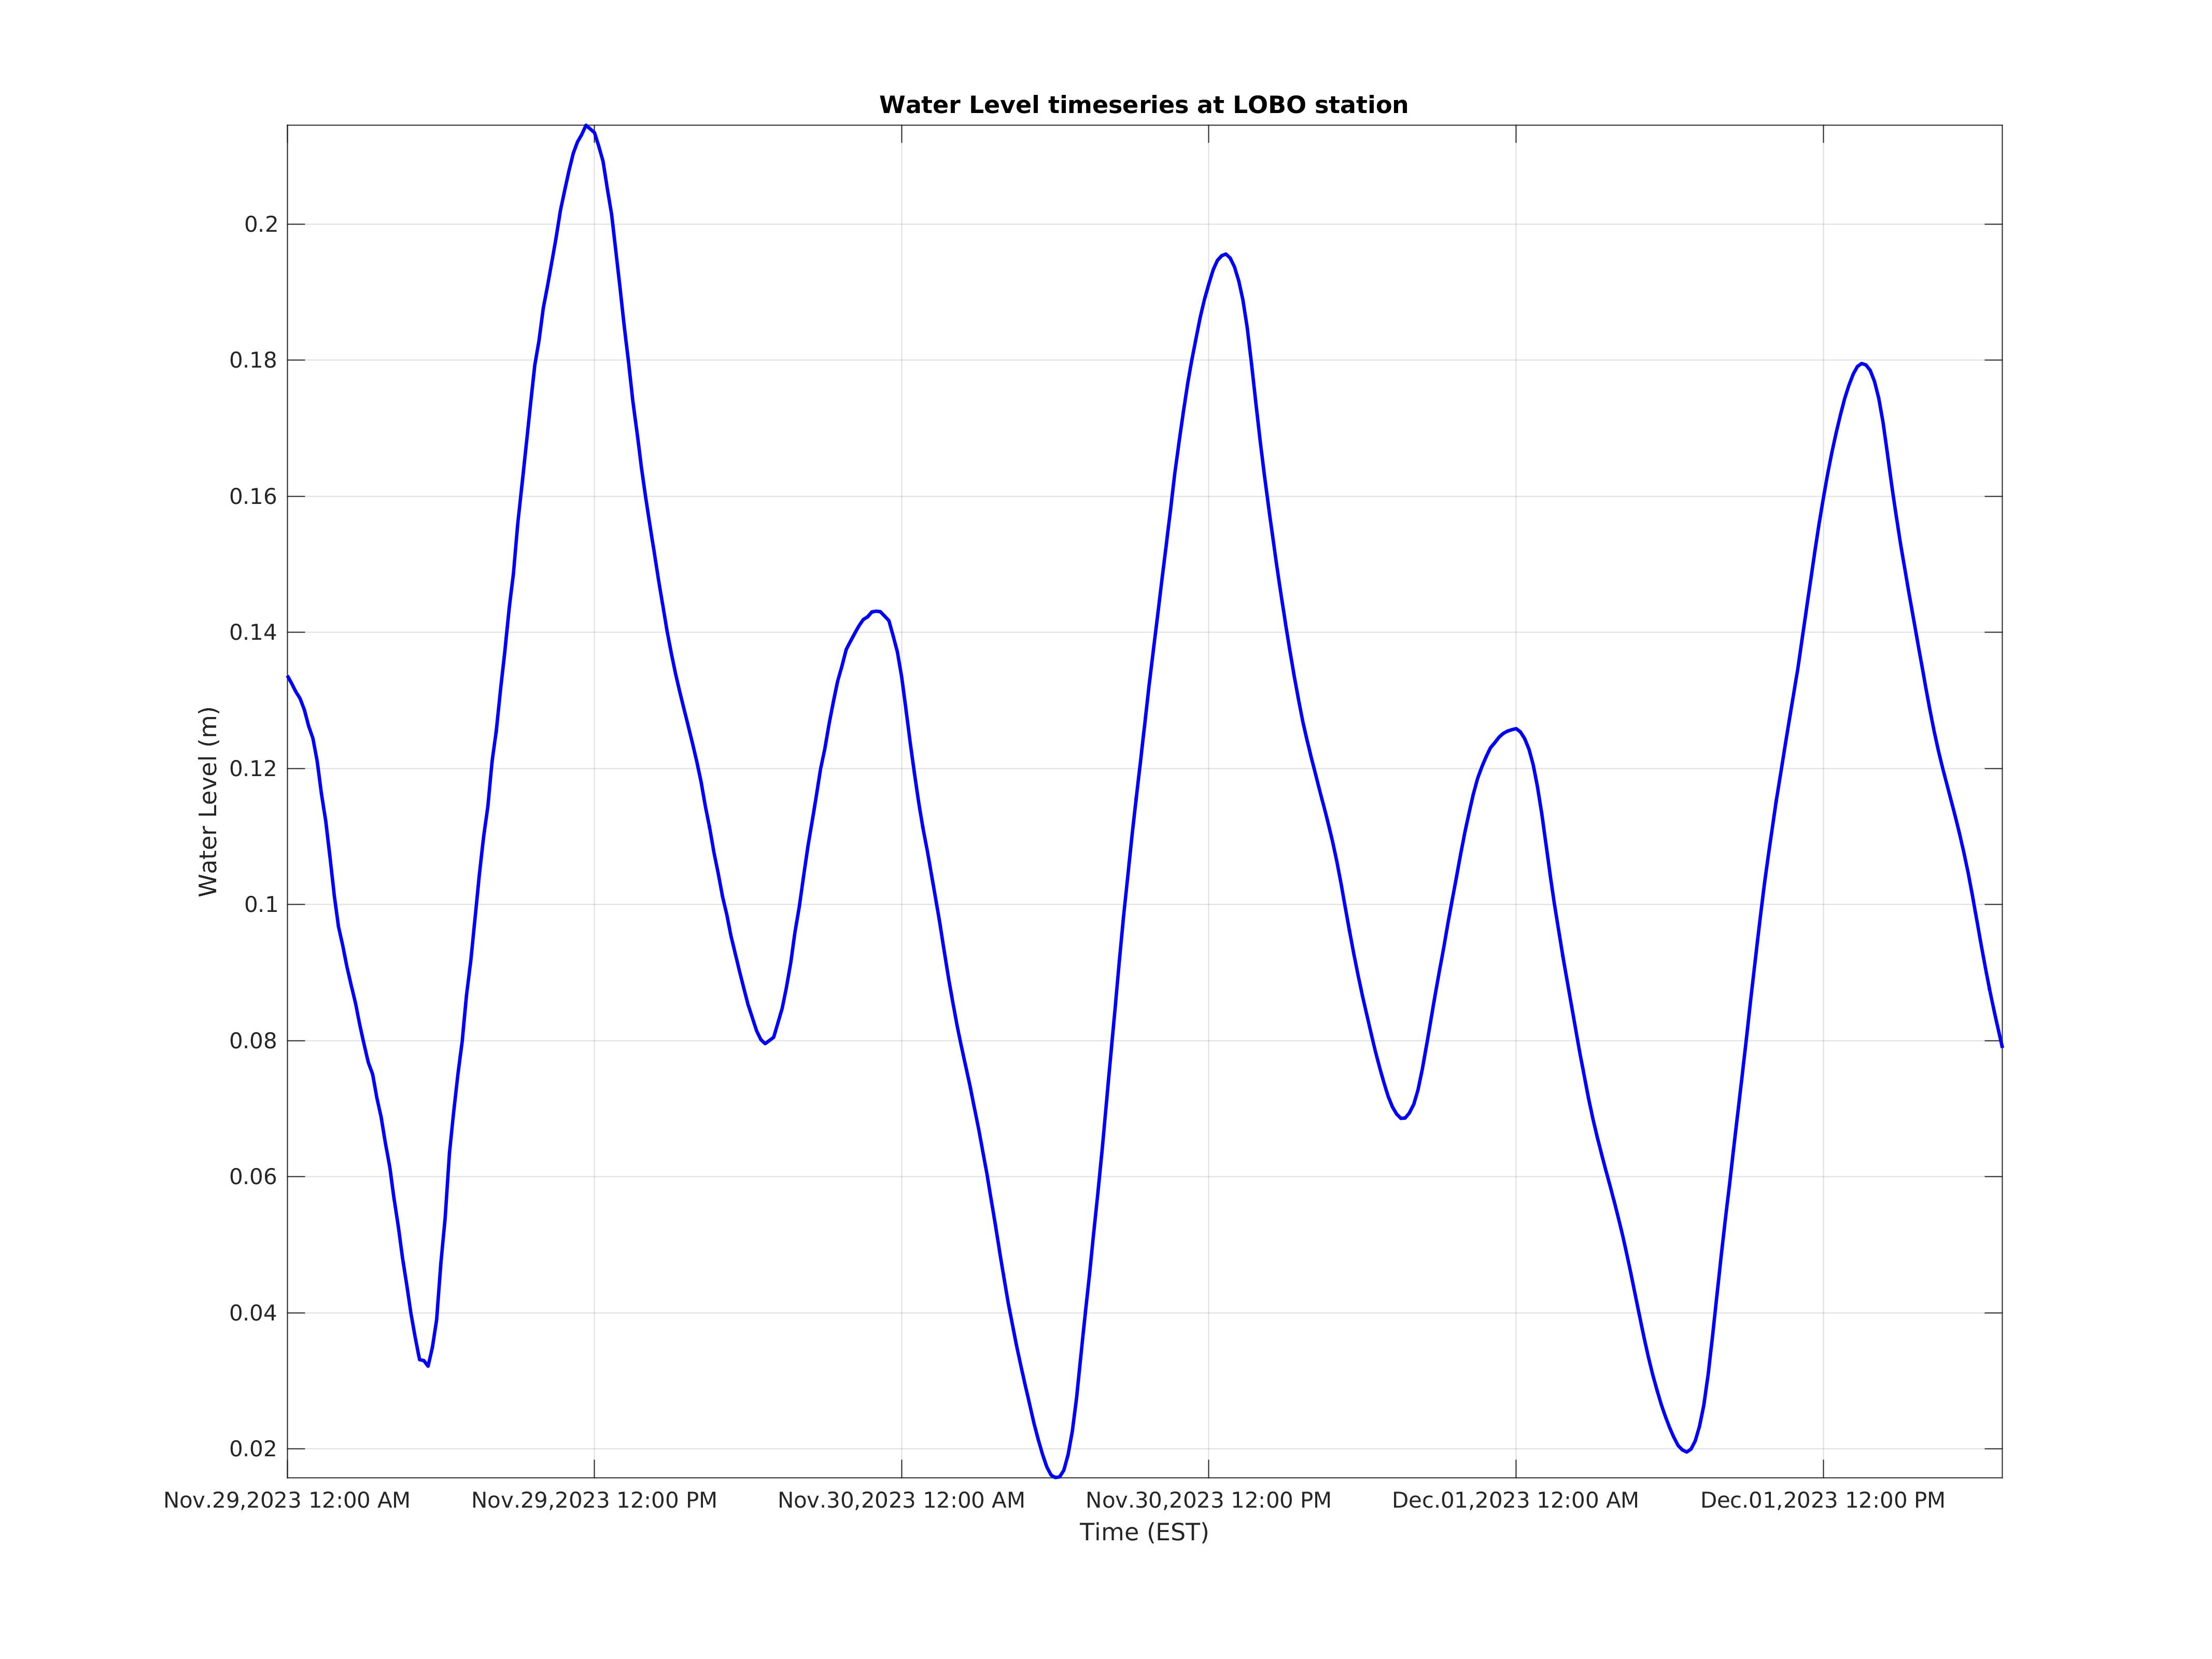 Water Level timeseries at LOBO station
0.2
0.18
0.16
0.14
0.12
0.1
0.08
0.06
0.04
0.02
Water Level (m)
Nov.29,2023 12:00 AM
Nov.29,2023 12:00 PM
Nov.30,2023 12:00 AM
Nov.30,2023 12:00 PM
Dec.01,2023 12:00 AM
Dec.01,2023 12:00 PM
Time (EST)